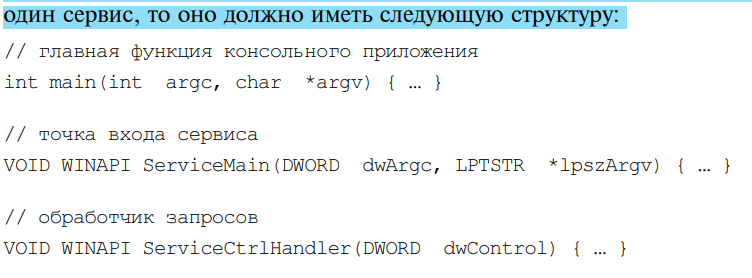 один сервис, то оно должно иметь следующую структуру:
// главная функция консольного приложения
int main(int argc, char *argv) { … }
// точка входа сервиса
VOID WINAPI ServiceMain(DWORD dwArgc, LPTSTR *lpszArgv) { … }
// обработчик запросов
VOID WINAPI ServiceCtrlHandler(DWORD dwControl) { … }